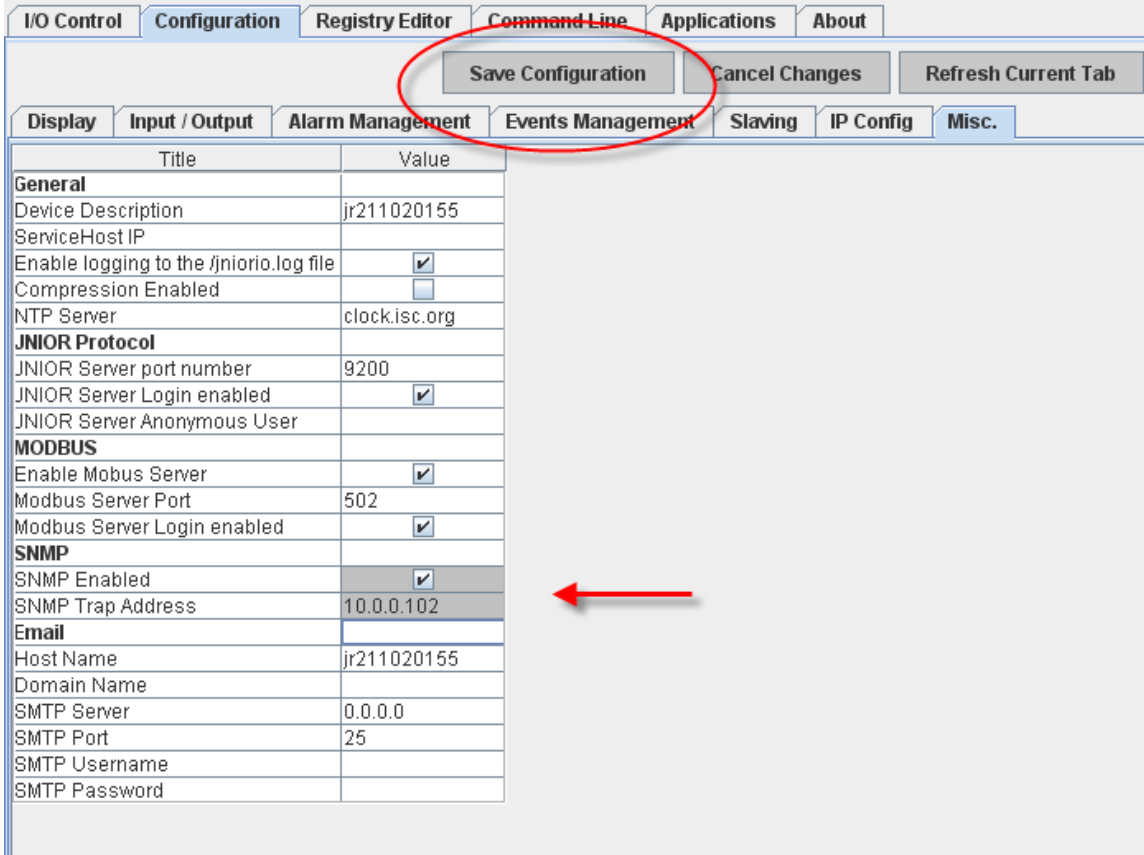 I/O Control Configuration Registry Editor Command Line Applications About
Save Configuration Cancel Changes Refresh Current Tab
Display Input / Output Alarm Management Events Management Slaving IP Config Misc.
Title Value
General
Device Description jr211020155
ServiceHost IP
Enable logging to the /jniorio.log file
Compression Enabled
NTP Server clock.isc.org
JNIOR Protocol
JNIOR Server port number 9200
JNIOR Server Login enabled
JNIOR Server Anonymous User
MODBUS
Enable Mobus Server
Modbus Server Port 502
Modbus Server Login enabled
SNMP
SNMP Enabled
SNMP Trap Address 10.0.0.102
Email
Host Name jr211020155
Domain Name
SMTP Server 0.0.0.0
SMTP Port 25
SMTP Username
SMTP Password